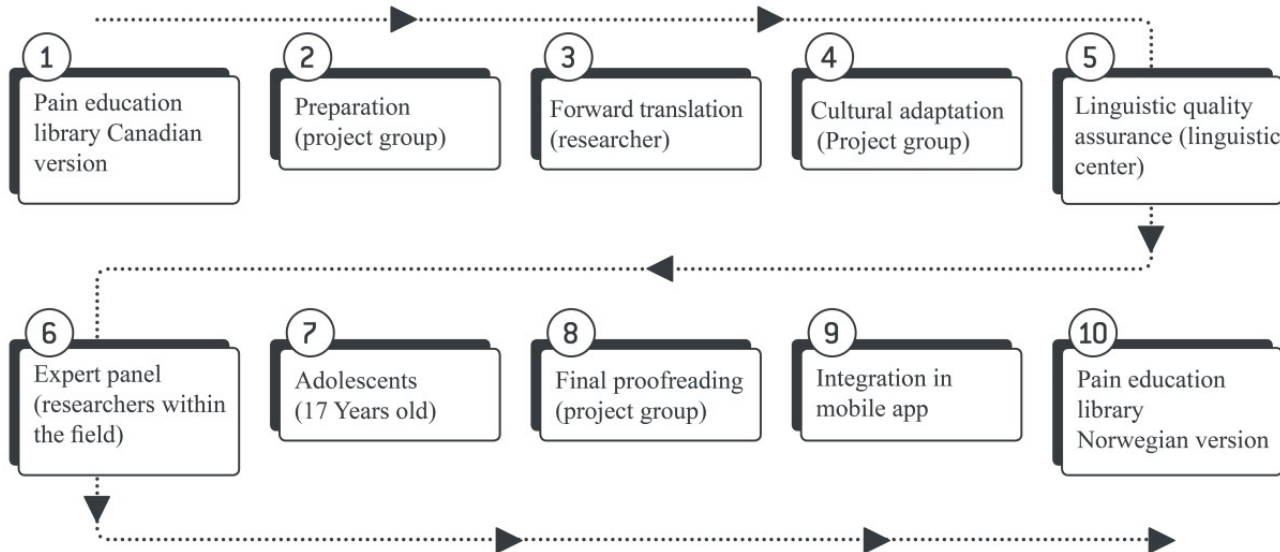 1
Pain education
library Canadian
version
2
Preparation
(project group)
3
Forward translation
(researcher)
4
Cultural adaptation
(Project group)
5
Linguistic quality
assurance (linguistic
center)
6
Expert panel
(researchers within
the field)
7
Adolescents
(17 Years old)
8
Final proofreading
(project group)
9
Integration in
mobile app
10
Pain education
library
Norwegian version